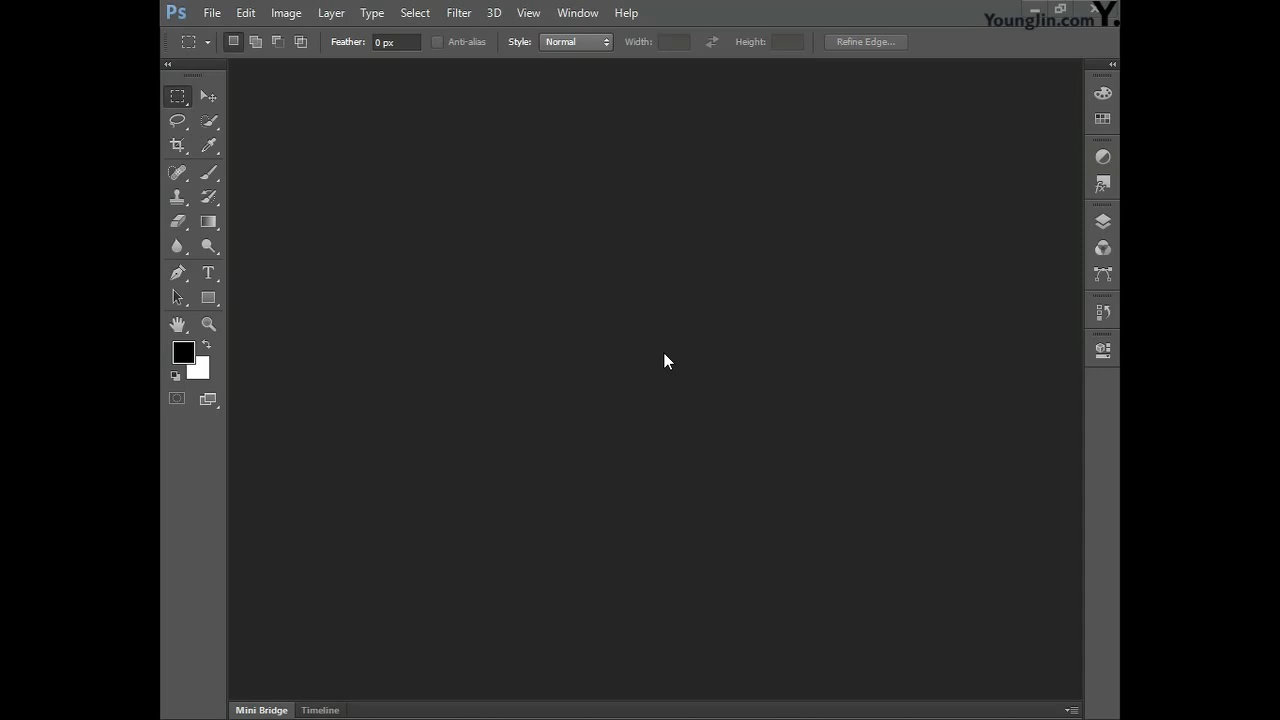 Ps File Edit Image Layer Type Select Filter 3D View Window Help
YoungJin.com Y.
Feather: 0 px Anti-alias Style: Normal Width: Height: Refine Edge...
T
fx
Mini Bridge Timeline